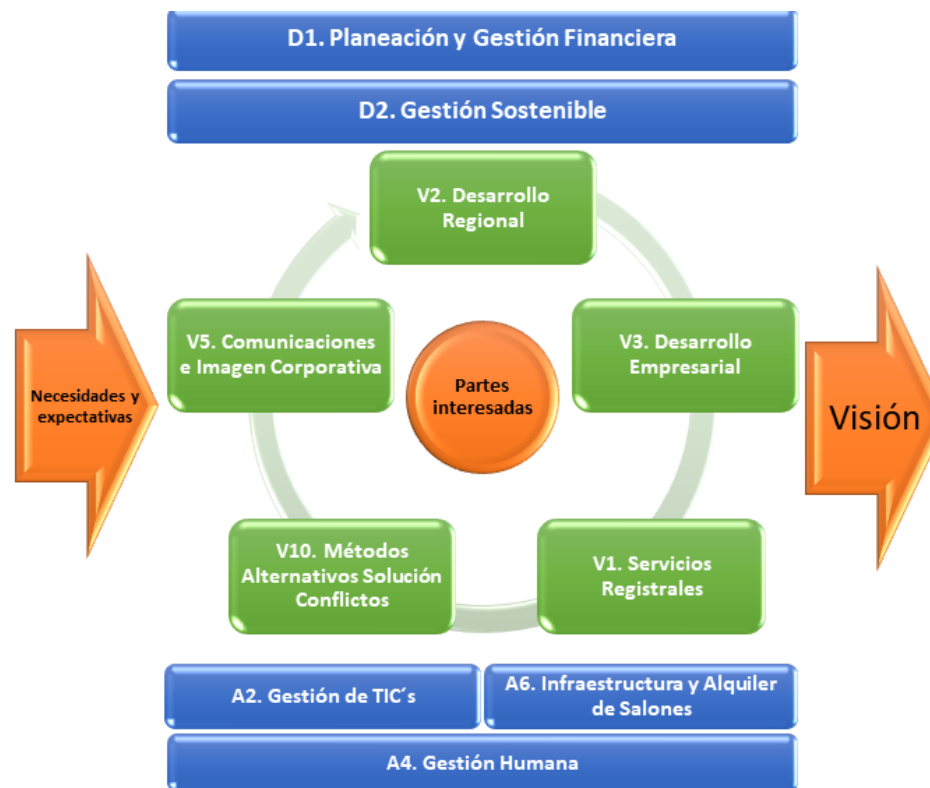 D1. Planeación y Gestión Financiera
D2. Gestión Sostenible
V2. Desarrollo
Regional
V5. Comunicaciones
e Imagen Corporativa
V3. Desarrollo
Empresarial
Necesidades y
expectativas
Partes
interesadas
Visión
V10. Métodos
Alternativos Solución
Conflictos
V1. Servicios
Registrales
A2. Gestión de TIC´s
A6. Infraestructura y Alquiler
de Salones
A4. Gestión Humana